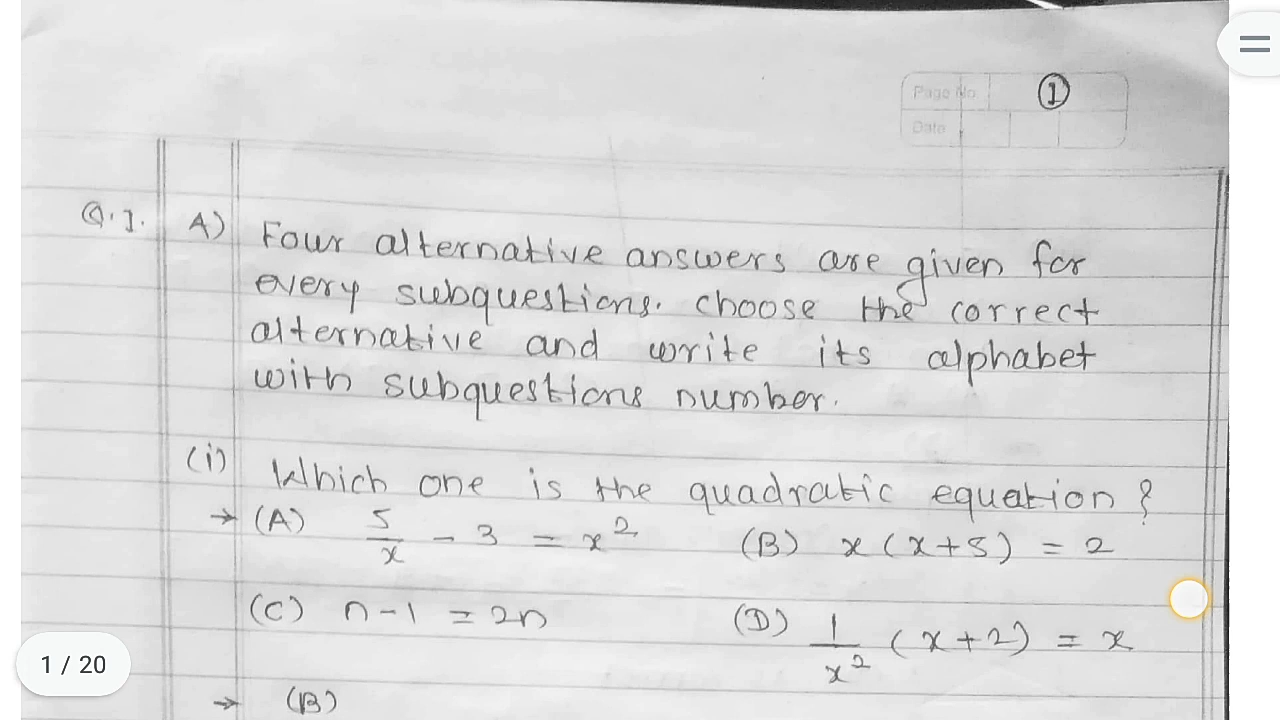 Page No
①
Date
Q.1. A) Four alternative answers are given for
every subquestions. choose the correct
alternative and write its alphabet
with subquestions number.
(i) Which one is the quadratic equation?
→ (A) 5/x - 3 = x² (B) x(x+5) = 2
(C) n-1 = 2n (D) 1/x² (x+2) = x
→ (B)
1 / 20